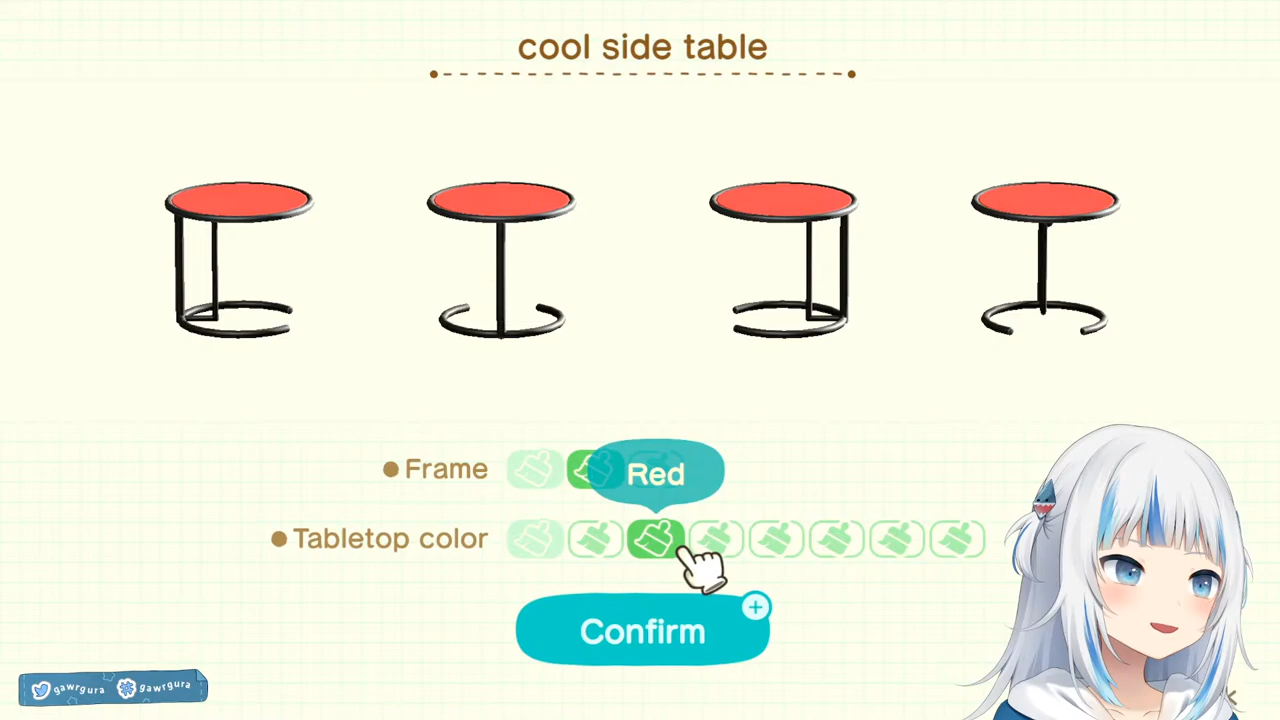 cool side table
Frame
Red
Tabletop color
Confirm
gawrgura gawrgura